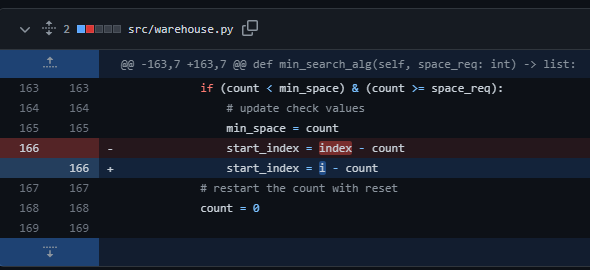 2 src/warehouse.py
@@ -163,7 +163,7 @@ def min_search_alg(self, space_req: int) -> list:
163 163 if (count < min_space) & (count >= space_req):
164 164 # update check values
165 165 min_space = count
166 - start_index = index - count
166 + start_index = i - count
167 167 # restart the count with reset
168 168 count = 0
169 169